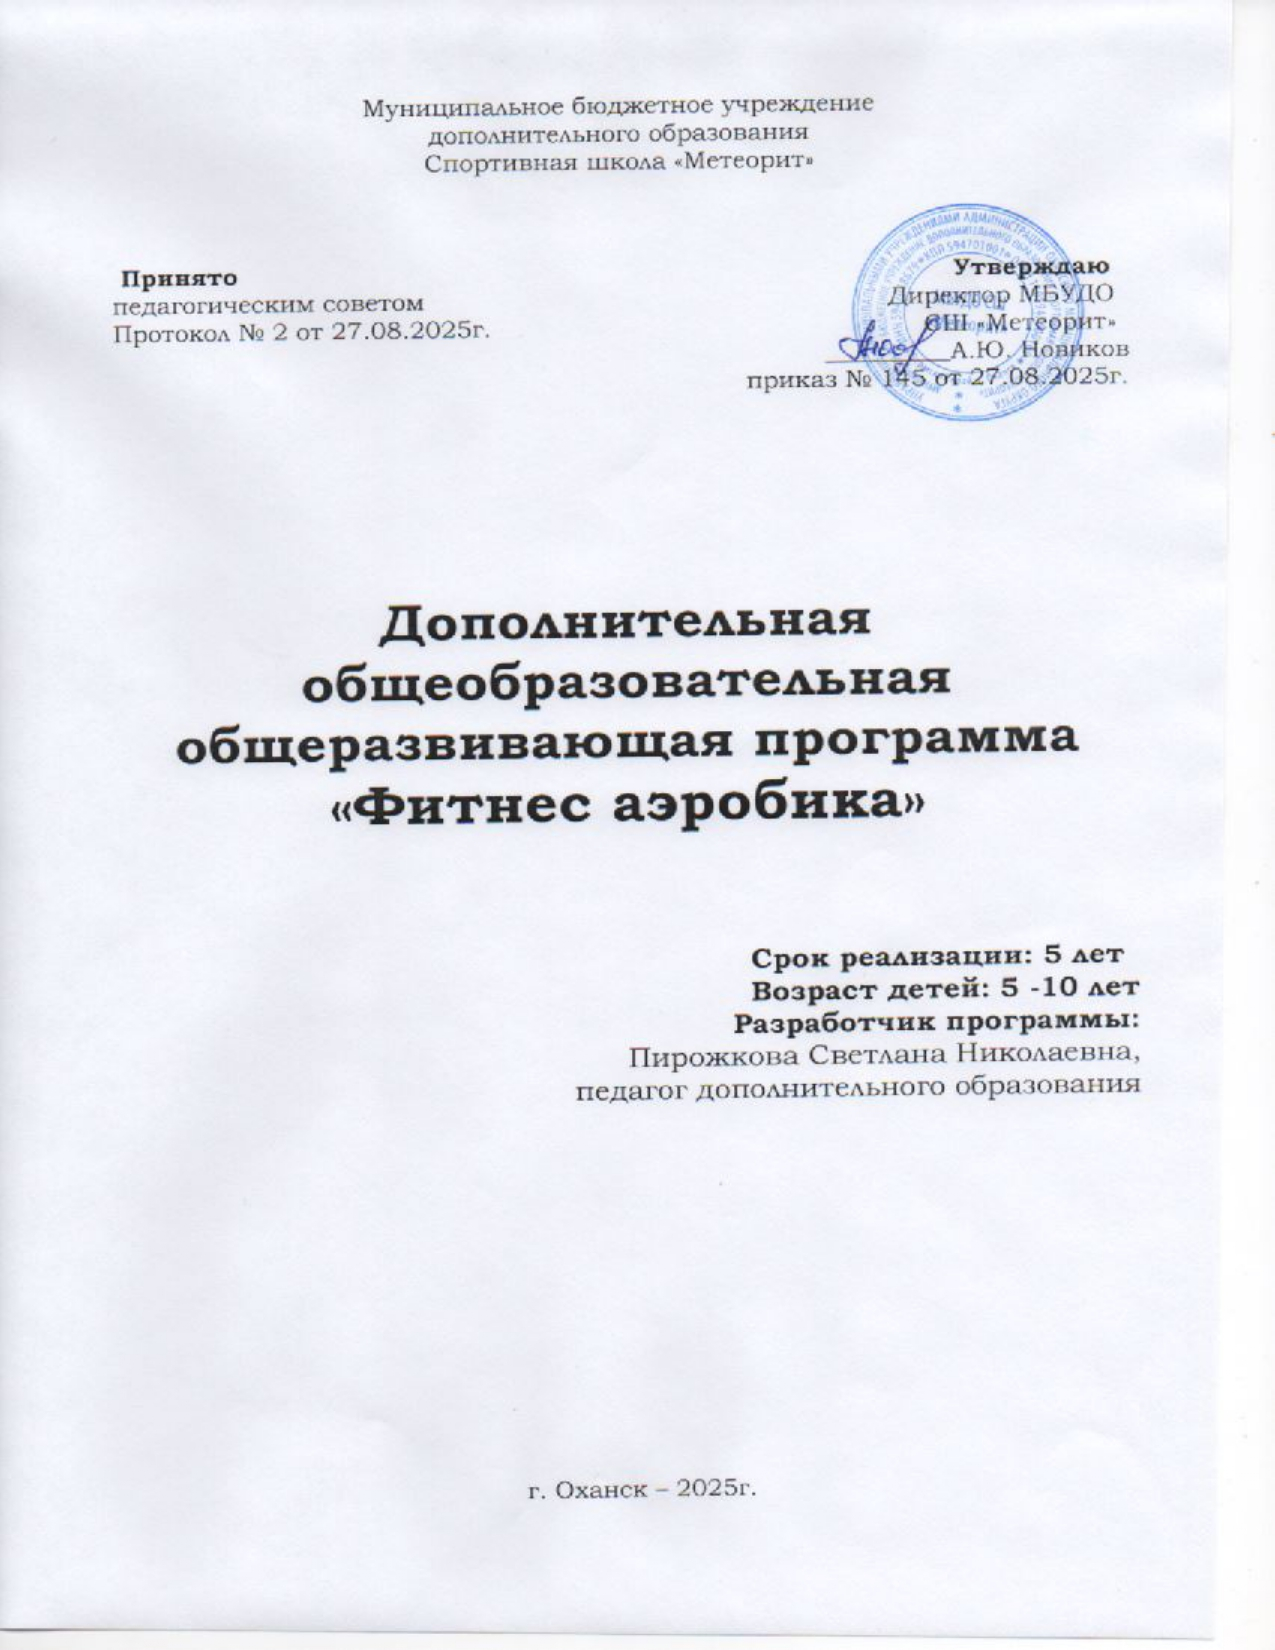 Муниципальное бюджетное учреждение
дополнительного образования
Спортивная школа «Метеорит»
Принято
педагогическим советом
Протокол № 2 от 27.08.2025г.
Утверждаю
Директор МБУДО
СШ «Метеорит»
А.Ю. Новиков
приказ № 145 от 27.08.2025г.
Дополнительная
общеобразовательная
общеразвивающая программа
«Фитнес аэробика»
Срок реализации: 5 лет
Возраст детей: 5 -10 лет
Разработчик программы:
Пирожкова Светлана Николаевна,
педагог дополнительного образования
г. Оханск – 2025г.